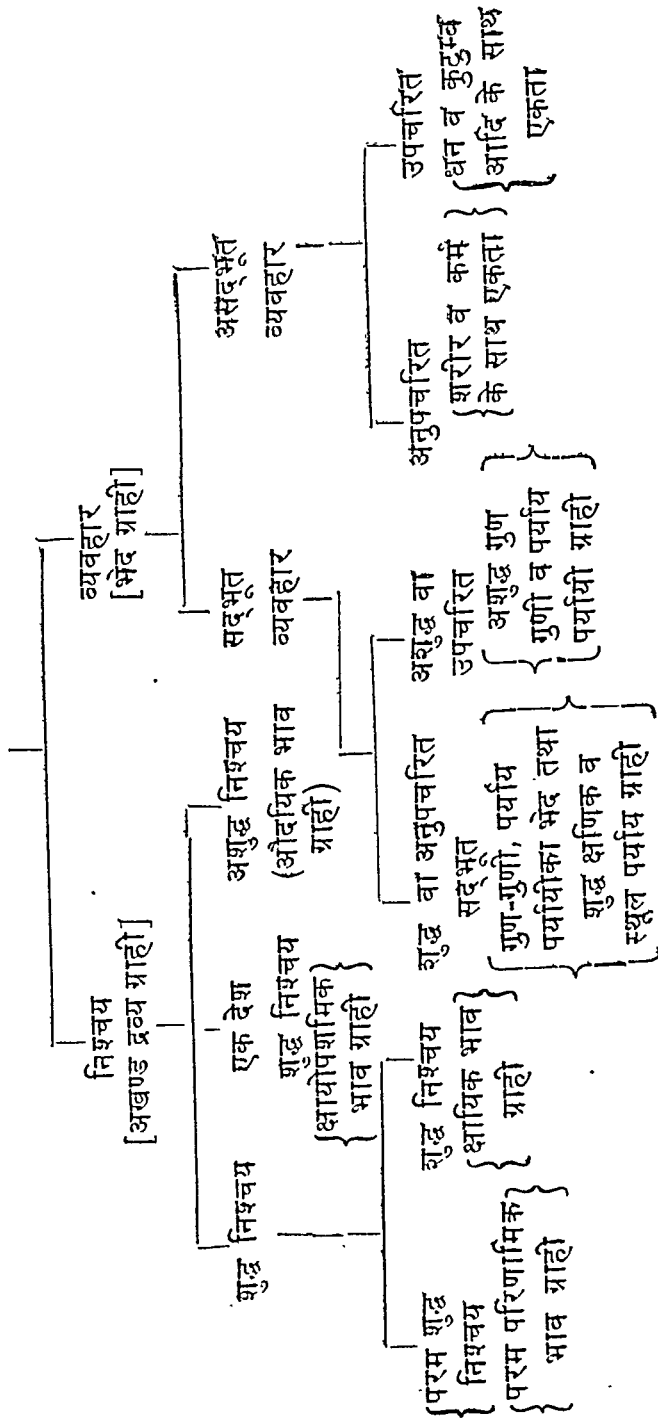 निश्चय
[अखण्ड द्रव्य ग्राही]
व्यवहार
[भेद ग्राही]
शुद्ध निश्चय
एक देश
शुद्ध निश्चय
{क्षायोपशमिक}
भाव ग्राही
अशुद्ध निश्चय
(औदयिक भाव
ग्राही)
सद्भूत
व्यवहार
असद्भूत
व्यवहार
परम शुद्ध
निश्चय
{परम परिणामिक}
भाव ग्राही
शुद्ध निश्चय
{क्षायिक भाव}
ग्राही
शुद्ध वा अनुपचरित
सद्भूत
{गुण-गुणी, पर्याय
पर्यायीका भेद तथा
शुद्ध क्षणिक व
स्थूल पर्याय ग्राही}
अशुद्ध वा
उपचरित
{अशुद्ध गुण
गुणी व पर्याय
पर्यायी ग्राही}
अनुपचरित
{शरीर व कर्म}
के साथ एकता
उपचरित
{धन व कुटुम्ब
आदि के साथ}
एकता